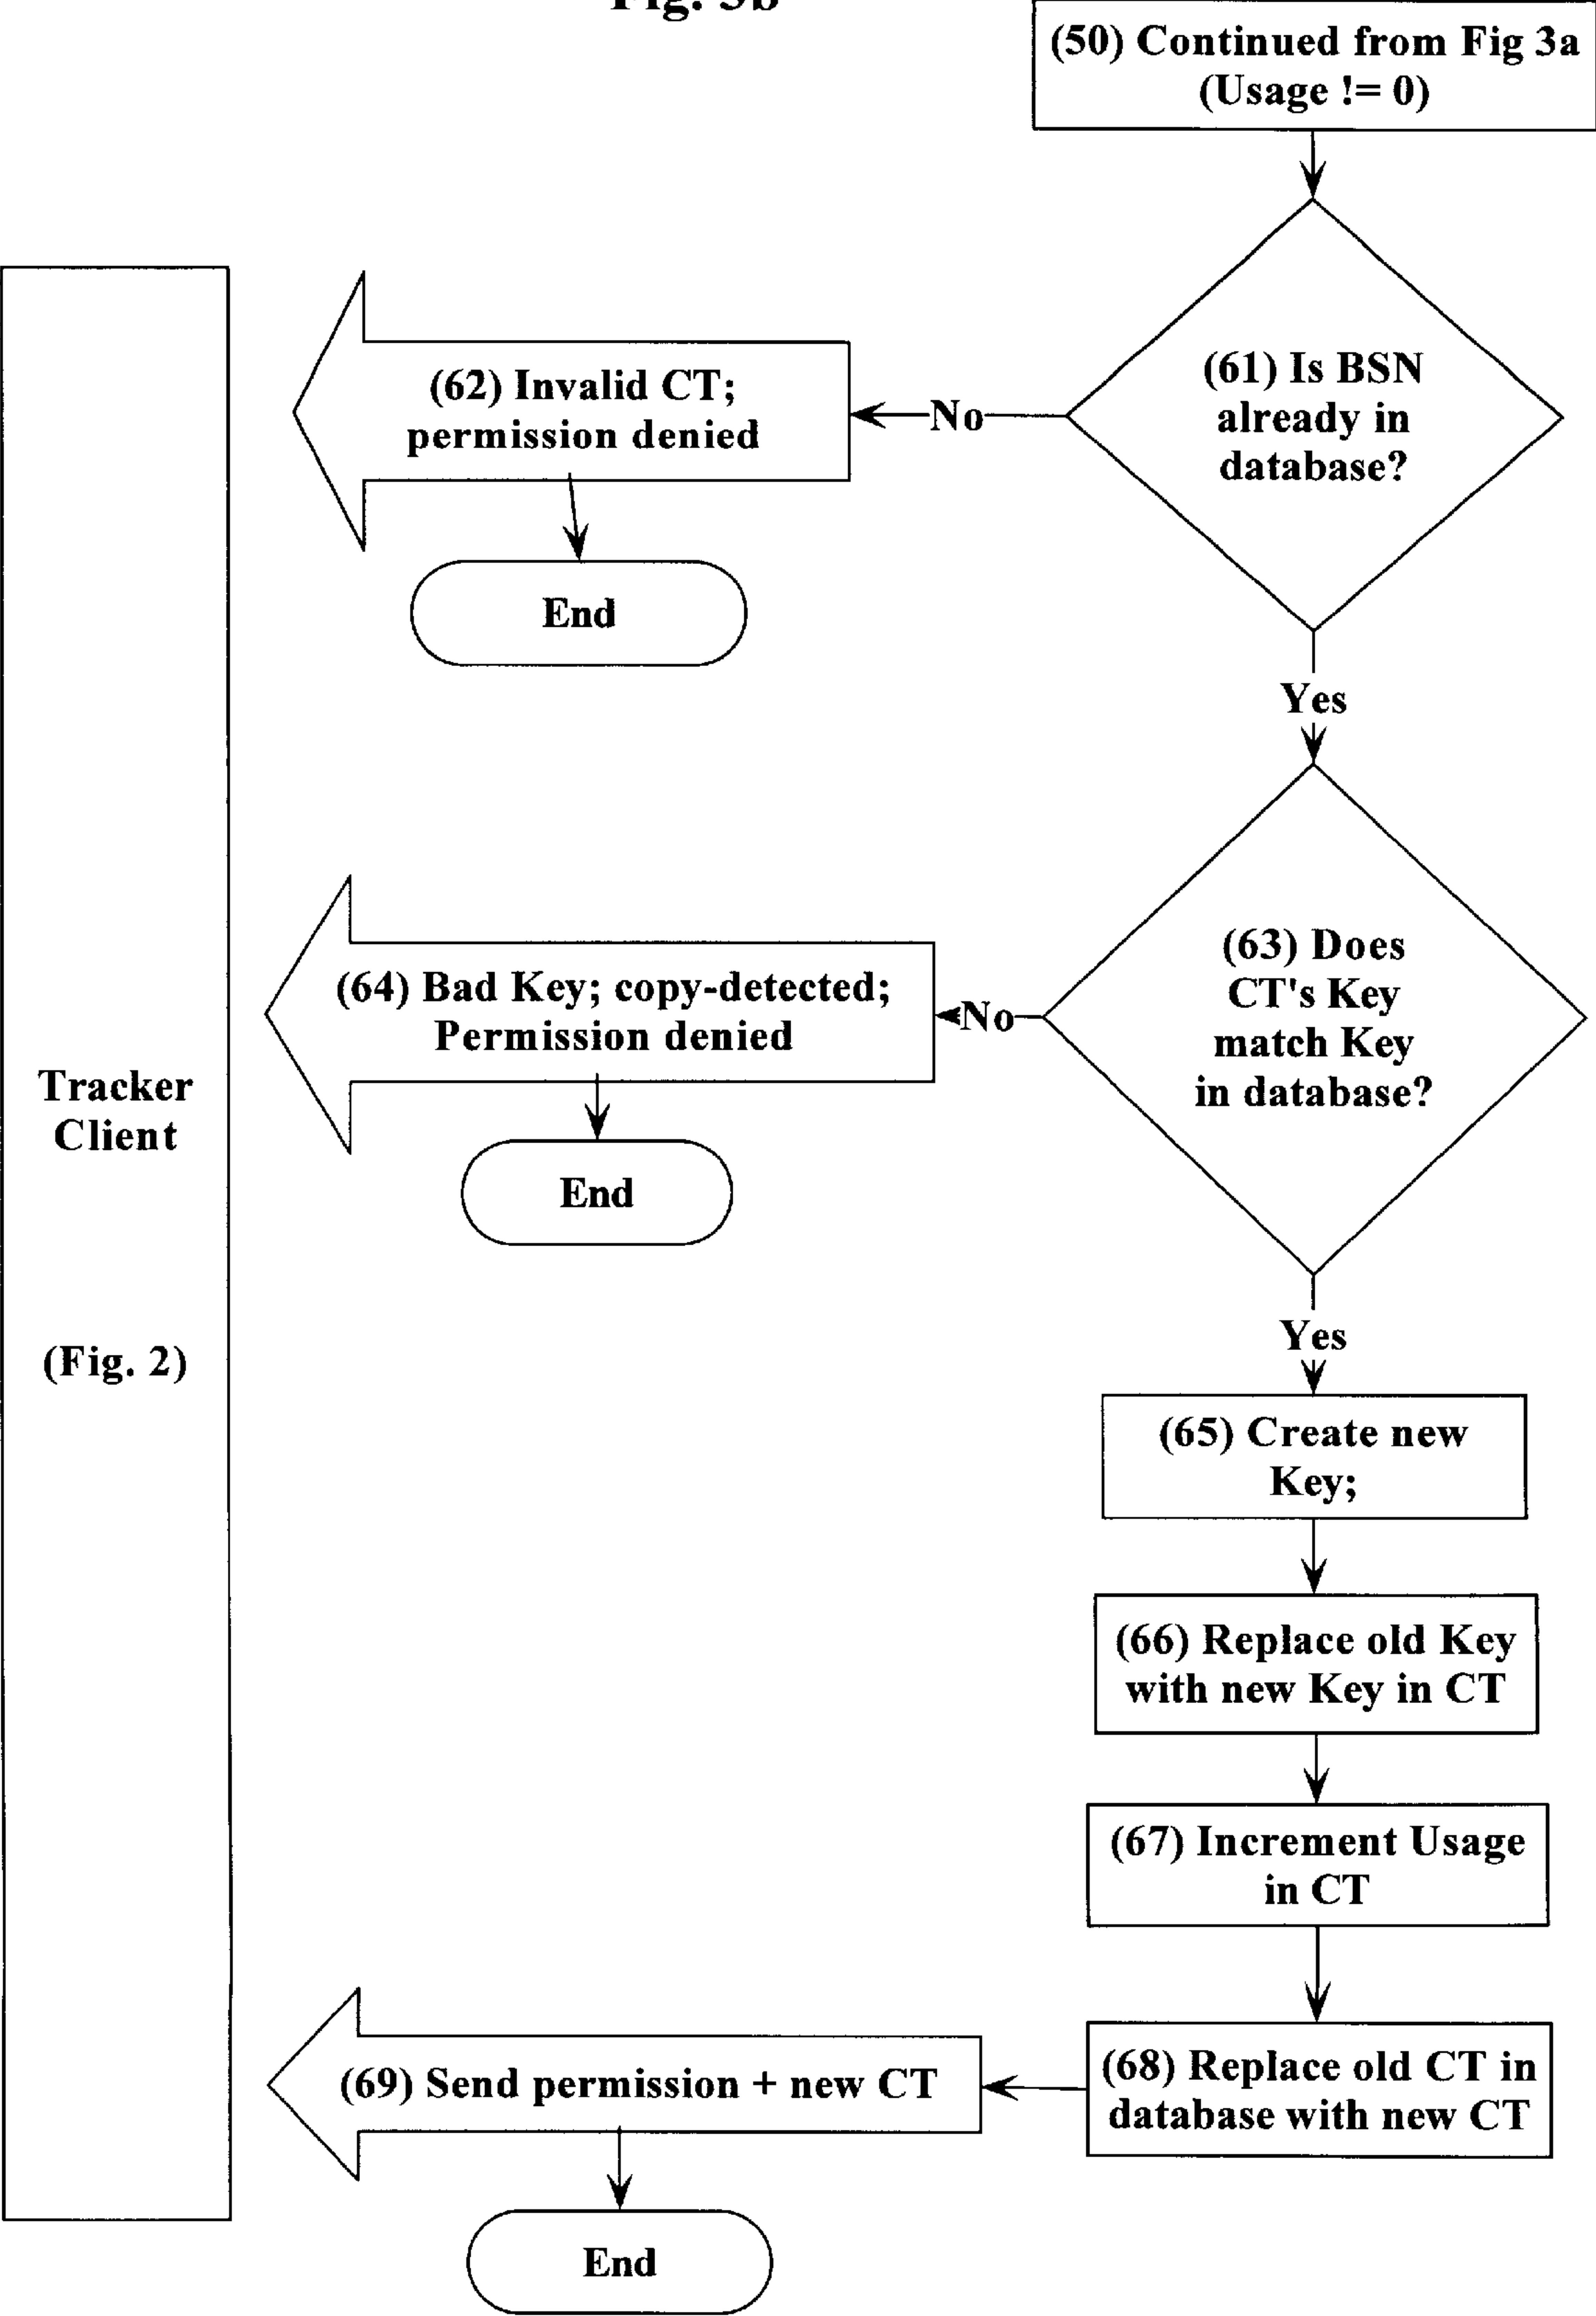 Fig. 3b
(50) Continued from Fig 3a
(Usage != 0)
(61) Is BSN
already in
database?
No
(62) Invalid CT;
permission denied
End
Yes
(63) Does
CT's Key
match Key
in database?
No
(64) Bad Key; copy-detected;
Permission denied
End
Tracker
Client
(Fig. 2)
Yes
(65) Create new
Key;
(66) Replace old Key
with new Key in CT
(67) Increment Usage
in CT
(68) Replace old CT in
database with new CT
(69) Send permission + new CT
End